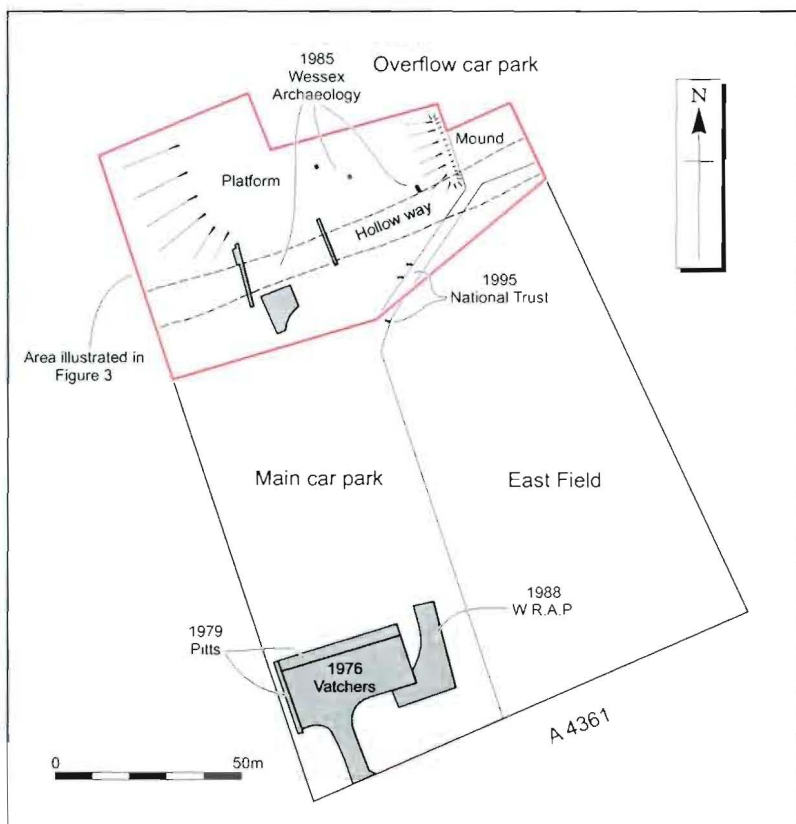 1985
Wessex
Archaeology
Overflow car park
N
Mound
Platform
Hollow way
1995
National Trust
Area illustrated in
Figure 3
Main car park
East Field
1988
W R.A.P
1979
Pitts
1976
Vatchers
A 4361
0
50m